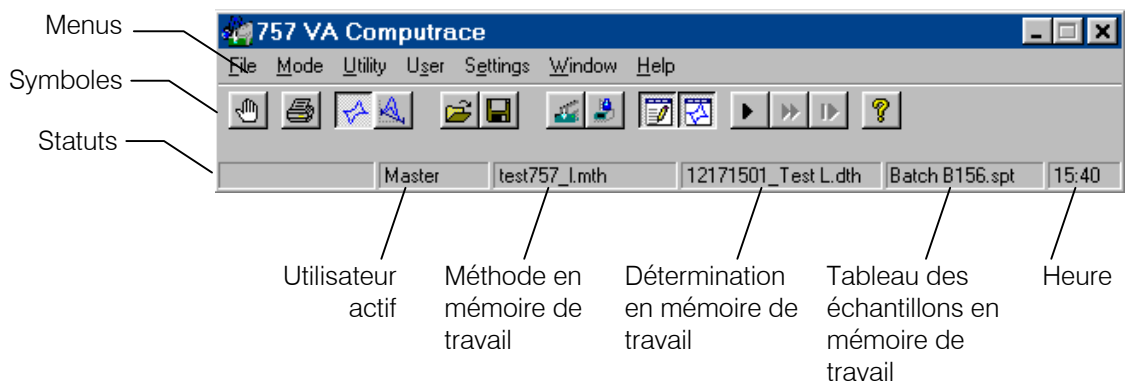 Menus
757 VA Computrace
File Mode Utility User Settings Window Help
Symboles
Statuts
Master test757_l.mth 12171501_Test L.dth Batch B156.spt 15:40
Utilisateur actif
Méthode en mémoire de travail
Détermination en mémoire de travail
Tableau des échantillons en mémoire de travail
Heure